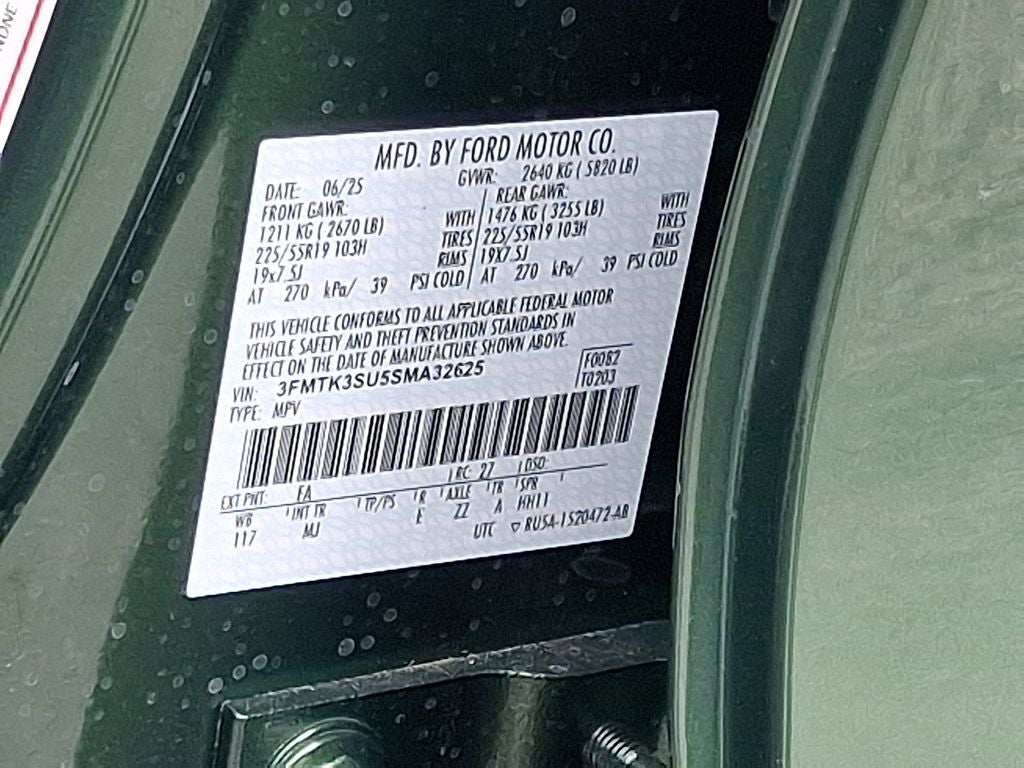 NONE
MFD. BY FORD MOTOR CO.
DATE: 06/25 GVWR: 2640 KG ( 5820 LB)
FRONT GAWR: REAR GAWR:
1211 KG ( 2670 LB) WITH 1476 KG ( 3255 LB) WITH
225/55R19 103H TIRES 225/55R19 103H TIRES
19x7.5J RIMS 19X7.5J RIMS
AT 270 kPa/ 39 PSI COLD AT 270 kPa/ 39 PSI COLD
THIS VEHICLE CONFORMS TO ALL APPLICABLE FEDERAL MOTOR
VEHICLE SAFETY AND THEFT PREVENTION STANDARDS IN
EFFECT ON THE DATE OF MANUFACTURE SHOWN ABOVE.
VIN: 3FMTK3SU5SMA32625 F0082
TYPE: MPV T0203
EXT PNT: EA RC: 27 DSO:
WB INT TR TP/PS R AXLE TR SPR
117 MJ E ZZ A HH11
UTC ▽ RU5A-1520472-AB